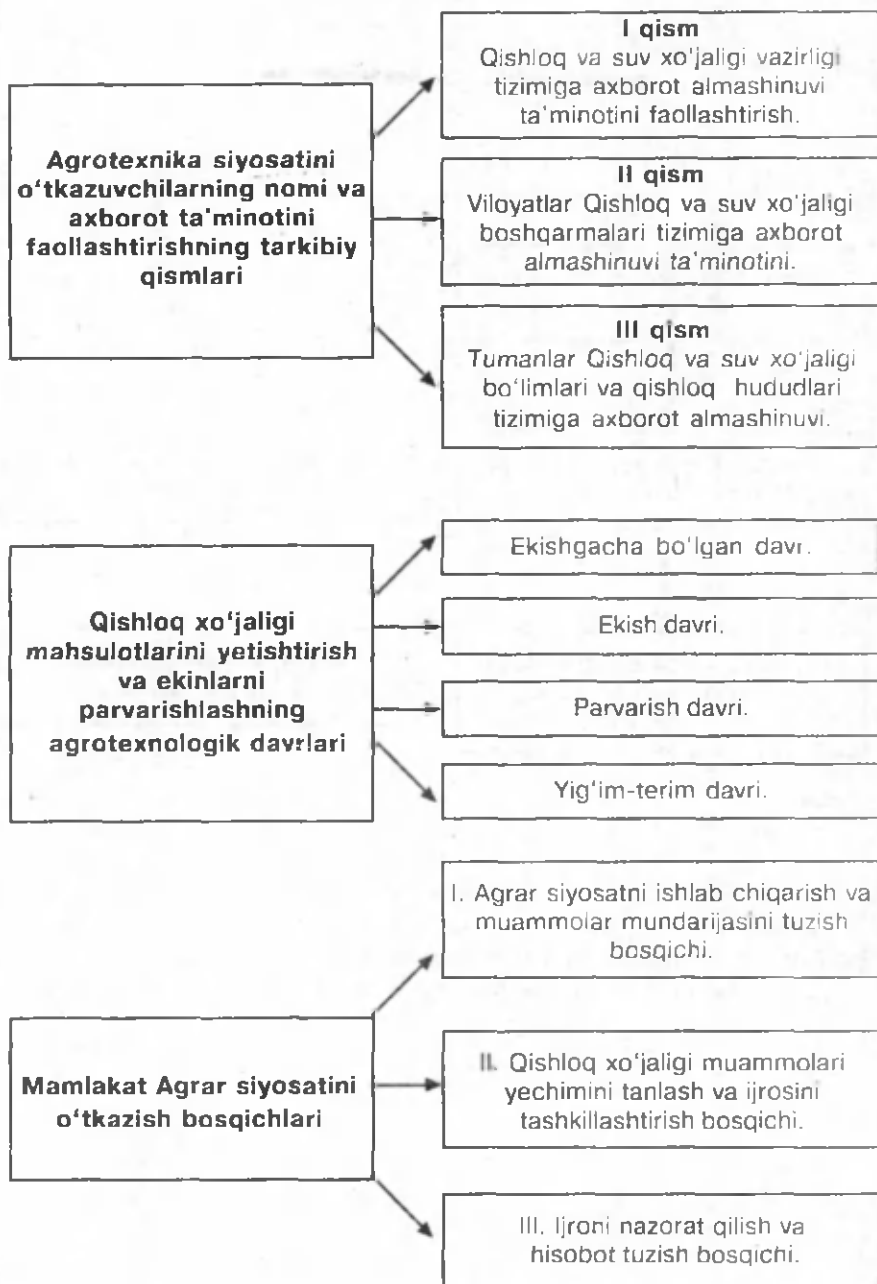 I qism
Qishloq va suv xo'jaligi vazirligi
tizimiga axborot almashinuvi
ta'minotini faollashtirish.
Agrotexnika siyosatini
o'tkazuvchilarning nomi va
axborot ta'minotini
faollashtirishning tarkibiy
qismlari
II qism
Viloyatlar Qishloq va suv xo'jaligi
boshqarmalari tizimiga axborot
almashinuvi ta'minotini.
III qism
Tumanlar Qishloq va suv xo'jaligi
bo'limlari va qishloq hududlari
tizimiga axborot almashinuvi.
Qishloq xo'jaligi
mahsulotlarini yetishtirish
va ekinlarni
parvarishlashning
agrotexnologik davrlari
Ekishgacha bo'lgan davr.
Ekish davri.
Parvarish davri.
Yig'im-terim davri.
Mamlakat Agrar siyosatini
o'tkazish bosqichlari
I. Agrar siyosatni ishlab chiqarish va
muammolar mundarijasini tuzish
bosqichi.
II. Qishloq xo'jaligi muammolari
yechimini tanlash va ijrosini
tashkillashtirish bosqichi.
III. Ijroni nazorat qilish va
hisobot tuzish bosqichi.